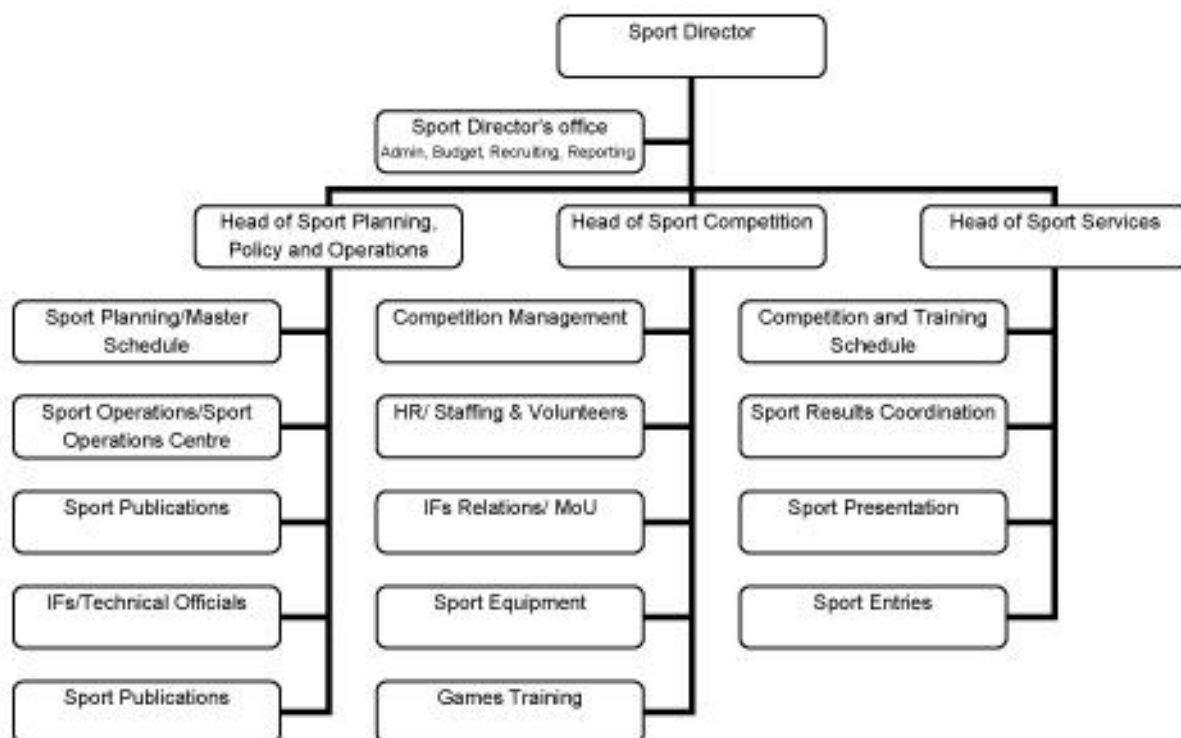 Sport Director
Sport Director's office
Admin, Budget, Recruiting, Reporting
Head of Sport Planning,
Policy and Operations
Head of Sport Competition
Head of Sport Services
Sport Planning/Master
Schedule
Competition Management
Competition and Training
Schedule
Sport Operations/Sport
Operations Centre
HR/ Staffing & Volunteers
Sport Results Coordination
Sport Publications
IFs Relations/ MoU
Sport Presentation
IFs/Technical Officials
Sport Equipment
Sport Entries
Sport Publications
Games Training